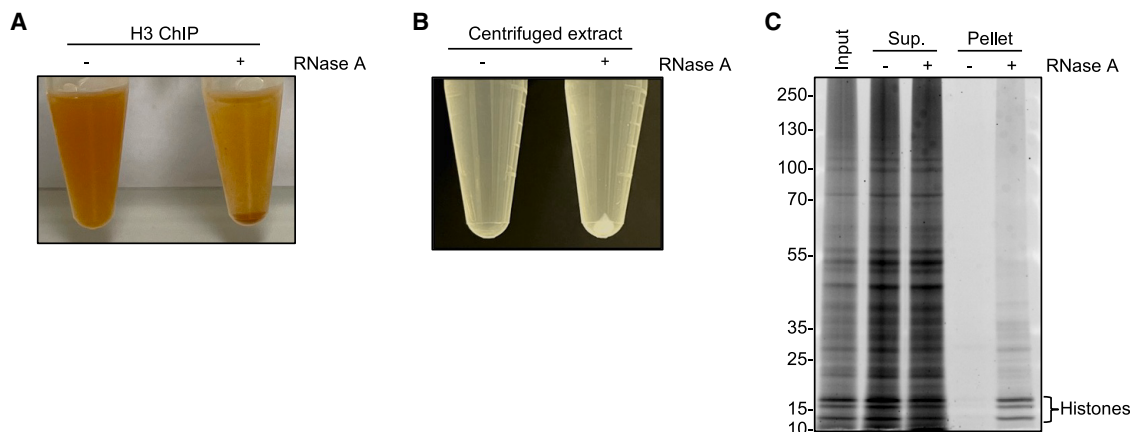 A
H3 ChIP
- + RNase A
B
Centrifuged extract
- + RNase A
C
Input Sup. Pellet
- + - + RNase A
250-
130-
100-
70-
55-
35-
25-
15-
10-
Histones